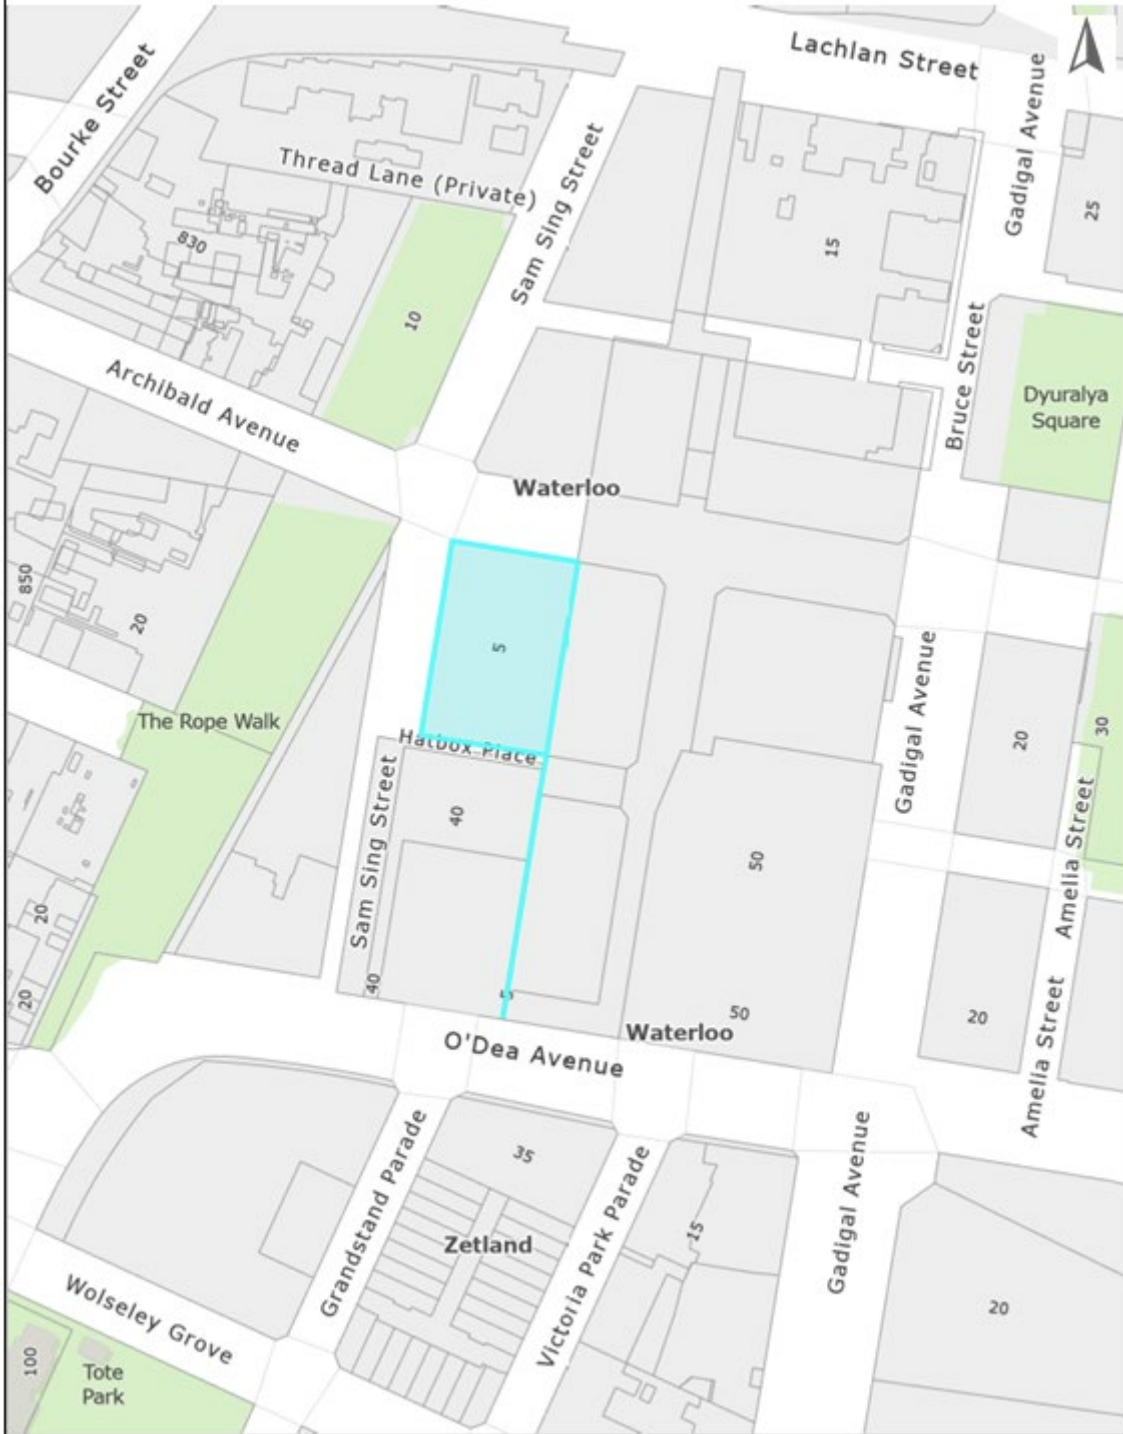 Lachlan Street
Bourke Street
Gadigal Avenue
Thread Lane (Private)
Sam Sing Street
25
830
15
10
Bruce Street
Archibald Avenue
Dyuralya
Square
Waterloo
850
20
5
The Rope Walk
Hatbox Place
Gadigal Avenue
20
30
40
Sam Sing Street
50
Amelia Street
20
20
40
5
50
20
Waterloo
O'Dea Avenue
Amelia Street
Grandstand Parade
35
Victoria Park Parade
Gadigal Avenue
15
Zetland
Wolseley Grove
20
100
Tote
Park